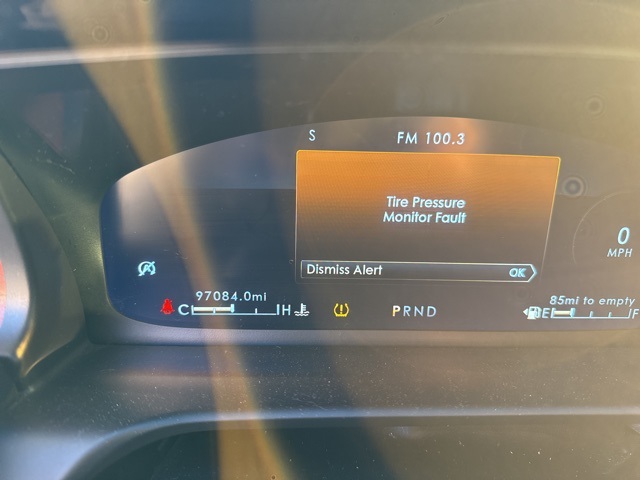 S
FM 100.3
Tire Pressure
Monitor Fault
Dismiss Alert OK
0
MPH
97084.0mi
85mi to empty
C H
PRND
E F